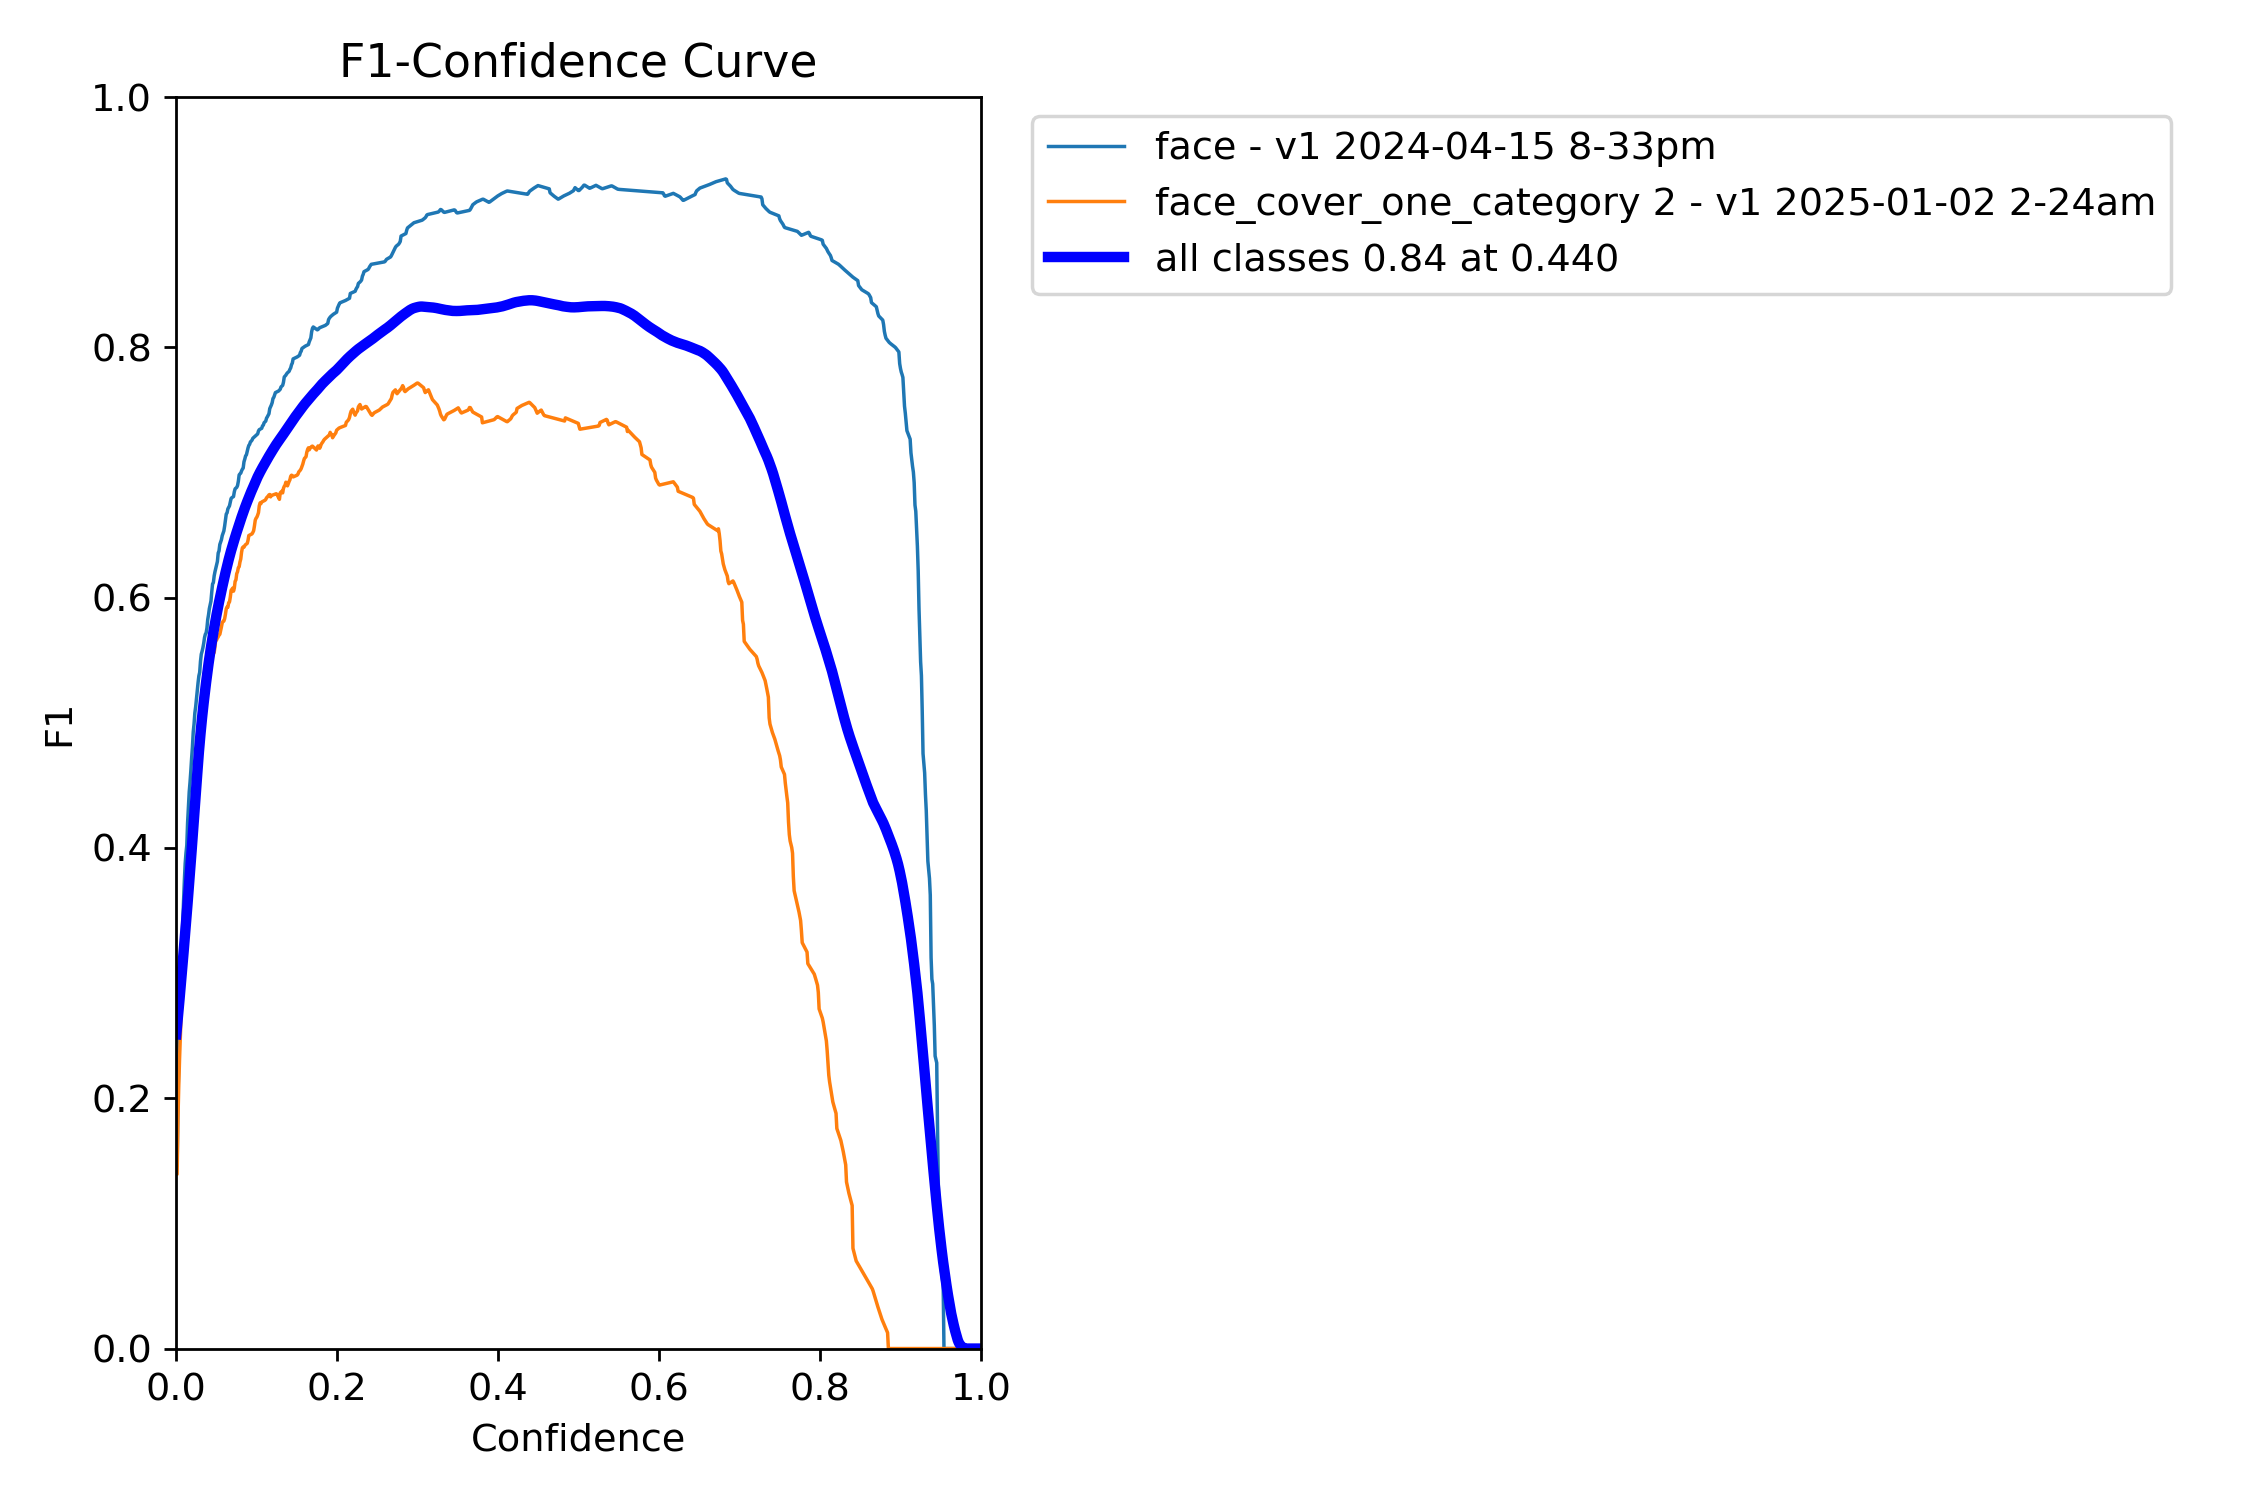 F1-Confidence Curve
1.0
0.8
0.6
0.4
0.2
0.0
F1
0.0 0.2 0.4 0.6 0.8 1.0
Confidence
face - v1 2024-04-15 8-33pm
face_cover_one_category 2 - v1 2025-01-02 2-24am
all classes 0.84 at 0.440